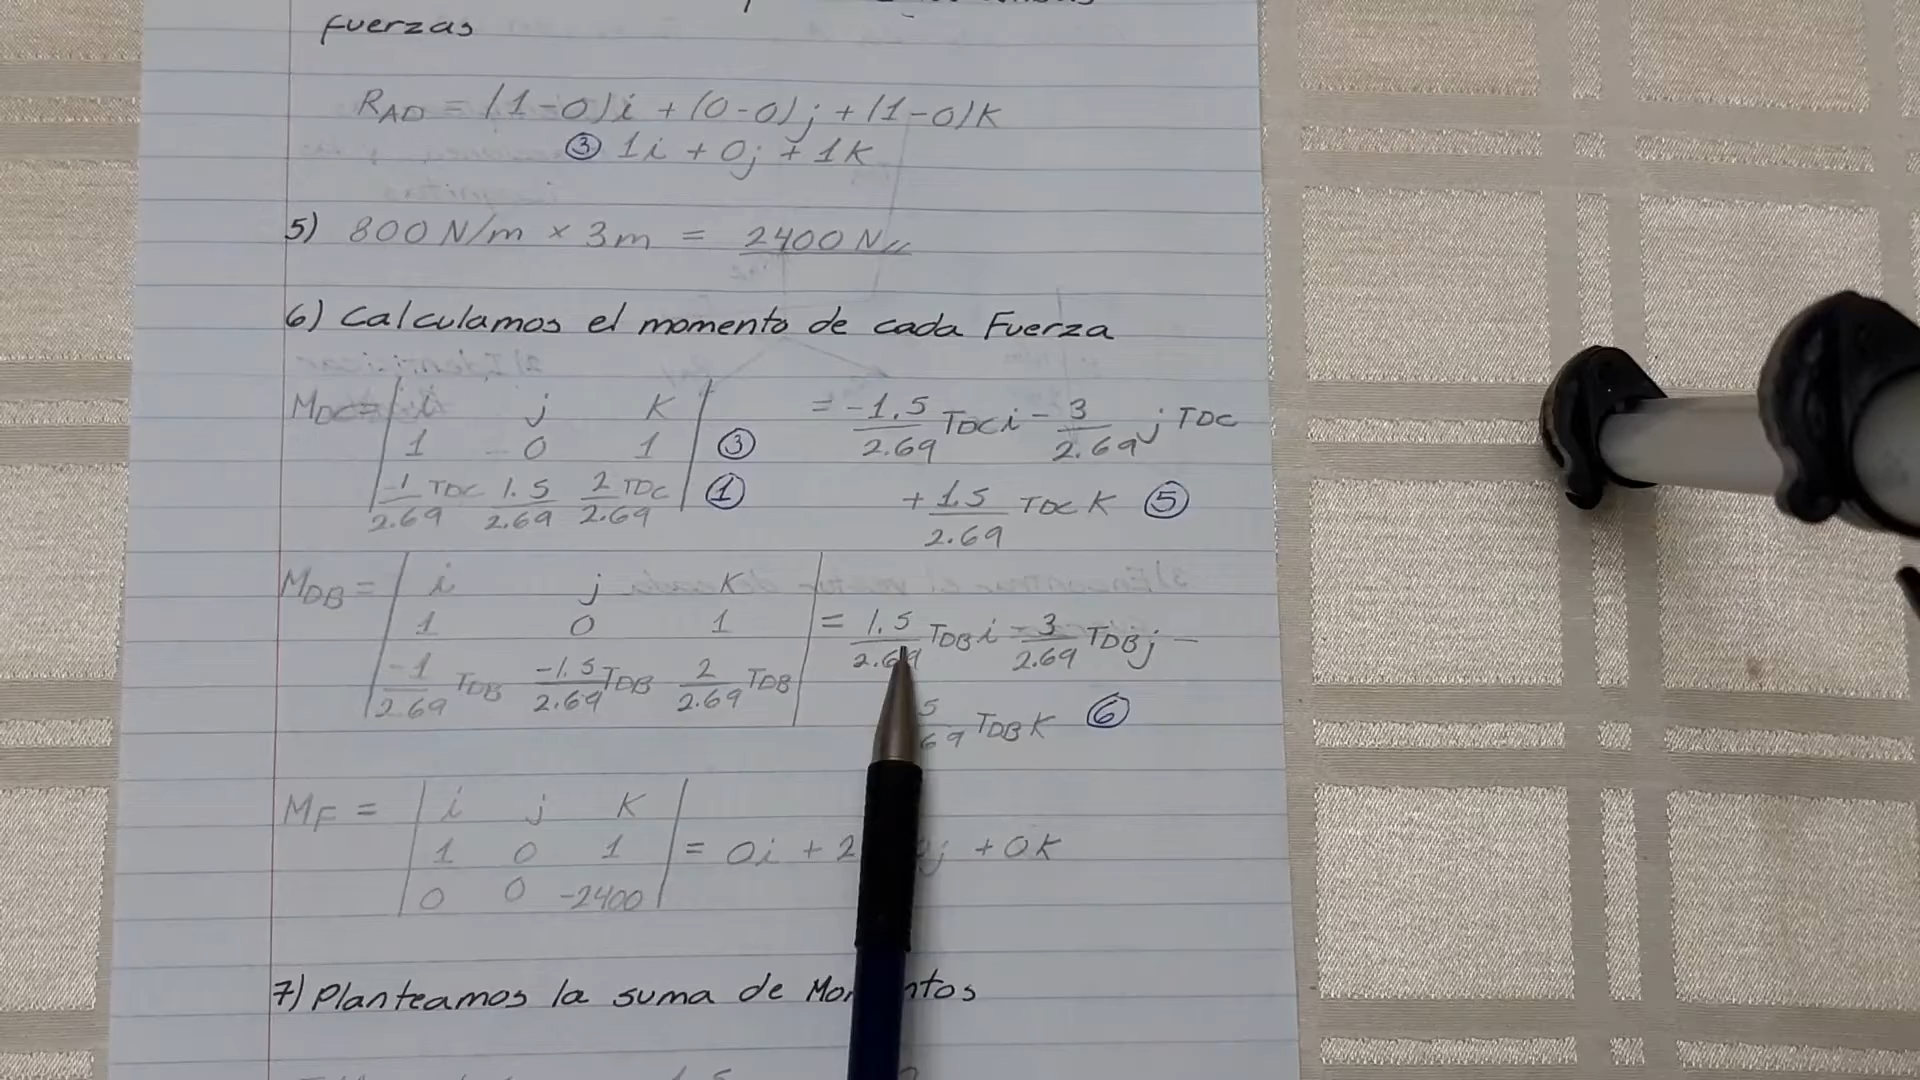 fuerzas
RAD = (1-0)i + (0-0)j + (1-0)K
③ 1i + 0j + 1K
5) 800 N/m × 3m = 2400 N
6) Calculamos el momento de cada Fuerza
MDC= | i j K | = -1.5/2.69 TDC i - 3/2.69 j TDC
1 0 1 ③
-1/2.69 TDC 1.5/2.69 2/2.69 TDC ① + 1.5/2.69 TDC K ⑤
MDB = | i j K |
1 0 1 = 1.5/2.69 TDB i - 3/2.69 TDB j -
-1/2.69 TDB -1.5/2.69 TDB 2/2.69 TDB TDB K ⑥
MF = | i j K |
1 0 1 = 0i + 2 j + 0K
0 0 -2400
7) Planteamos la suma de